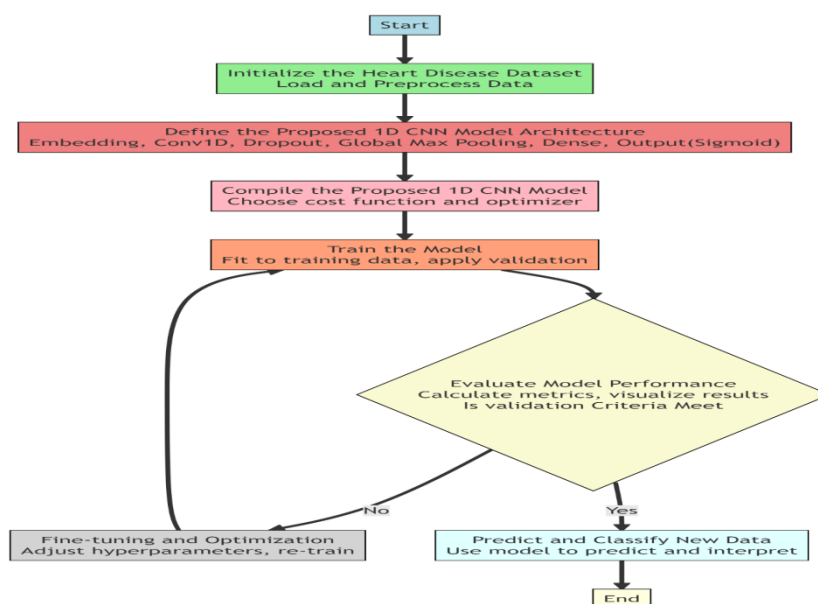 Start
Initialize the Heart Disease Dataset
Load and Preprocess Data
Define the Proposed 1D CNN Model Architecture
Embedding, Conv1D, Dropout, Global Max Pooling, Dense, Output(Sigmoid)
Compile the Proposed 1D CNN Model
Choose cost function and optimizer
Train the Model
Fit to training data, apply validation
Evaluate Model Performance
Calculate metrics, visualize results
Is validation Criteria Meet
No
Yes
Fine-tuning and Optimization
Adjust hyperparameters, re-train
Predict and Classify New Data
Use model to predict and interpret
End